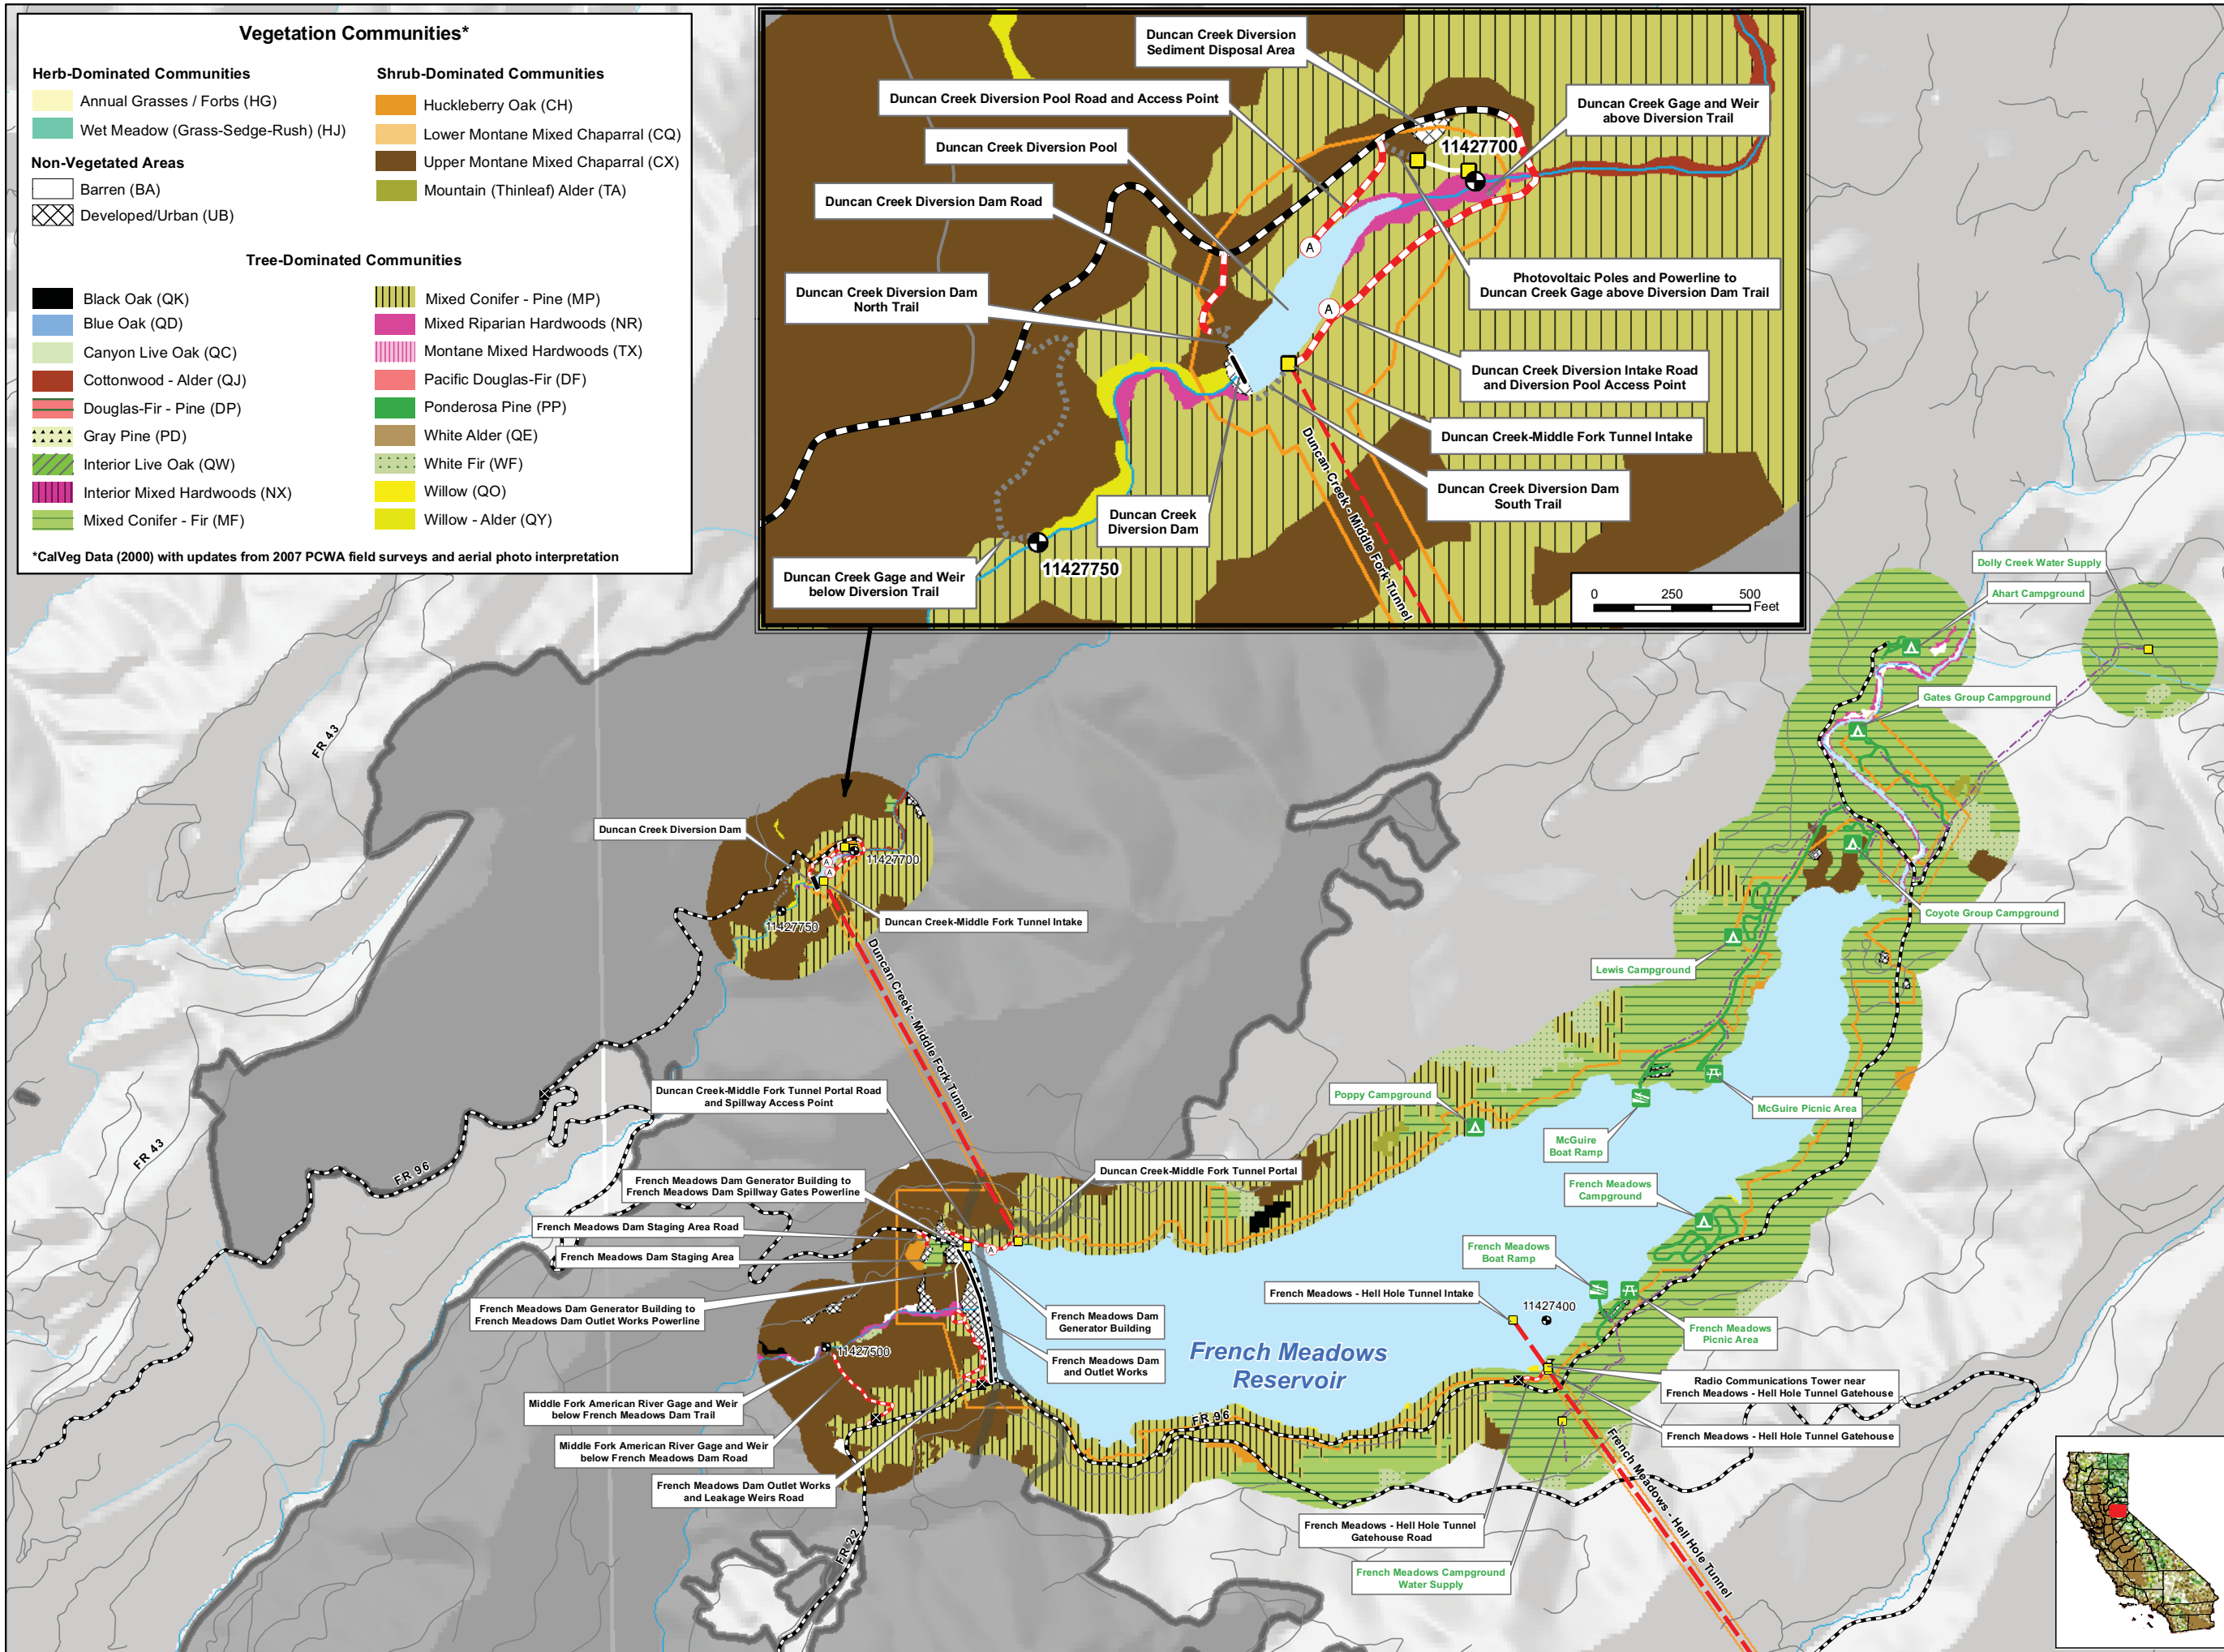 Vegetation Communities*
Herb-Dominated Communities
Annual Grasses / Forbs (HG)
Wet Meadow (Grass-Sedge-Rush) (HJ)
Non-Vegetated Areas
Barren (BA)
Developed/Urban (UB)
Shrub-Dominated Communities
Huckleberry Oak (CH)
Lower Montane Mixed Chaparral (CQ)
Upper Montane Mixed Chaparral (CX)
Mountain (Thinleaf) Alder (TA)
Tree-Dominated Communities
Black Oak (QK)
Blue Oak (QD)
Canyon Live Oak (QC)
Cottonwood - Alder (QJ)
Douglas-Fir - Pine (DP)
Gray Pine (PD)
Interior Live Oak (QW)
Interior Mixed Hardwoods (NX)
Mixed Conifer - Fir (MF)
Mixed Conifer - Pine (MP)
Mixed Riparian Hardwoods (NR)
Montane Mixed Hardwoods (TX)
Pacific Douglas-Fir (DF)
Ponderosa Pine (PP)
White Alder (QE)
White Fir (WF)
Willow (QO)
Willow - Alder (QY)
*CalVeg Data (2000) with updates from 2007 PCWA field surveys and aerial photo interpretation
Duncan Creek Diversion
Sediment Disposal Area
Duncan Creek Diversion Pool Road and Access Point
Duncan Creek Gage and Weir
above Diversion Trail
Duncan Creek Diversion Pool
11427700
Duncan Creek Diversion Dam Road
A
Photovoltaic Poles and Powerline to
Duncan Creek Gage above Diversion Dam Trail
Duncan Creek Diversion Dam
North Trail
A
Duncan Creek Diversion Intake Road
and Diversion Pool Access Point
Duncan Creek-Middle Fork Tunnel Intake
Duncan Creek Diversion Dam
South Trail
Duncan Creek
Diversion Dam
Duncan Creek - Middle Fork Tunnel
11427750
Duncan Creek Gage and Weir
below Diversion Trail
0 250 500
Feet
Dolly Creek Water Supply
Ahart Campground
Gates Group Campground
FR 43
Duncan Creek Diversion Dam
11427700
A
A
Duncan Creek-Middle Fork Tunnel Intake
11427750
Coyote Group Campground
Lewis Campground
Duncan Creek - Middle Fork Tunnel
Duncan Creek-Middle Fork Tunnel Portal Road
and Spillway Access Point
Poppy Campground
McGuire Picnic Area
McGuire
Boat Ramp
FR 43
FR 96
Duncan Creek-Middle Fork Tunnel Portal
French Meadows Dam Generator Building to
French Meadows Dam Spillway Gates Powerline
French Meadows
Campground
French Meadows Dam Staging Area Road
French Meadows Dam Staging Area
A
French Meadows
Boat Ramp
French Meadows - Hell Hole Tunnel Intake
11427400
French Meadows Dam Generator Building to
French Meadows Dam Outlet Works Powerline
French Meadows Dam
Generator Building
French Meadows
Picnic Area
11427500
French Meadows Dam
and Outlet Works
French Meadows
Reservoir
Radio Communications Tower near
French Meadows - Hell Hole Tunnel Gatehouse
Middle Fork American River Gage and Weir
below French Meadows Dam Trail
FR 96
French Meadows - Hell Hole Tunnel Gatehouse
Middle Fork American River Gage and Weir
below French Meadows Dam Road
French Meadows Dam Outlet Works
and Leakage Weirs Road
French Meadows - Hell Hole Tunnel
French Meadows - Hell Hole Tunnel
Gatehouse Road
FR 22
French Meadows Campground
Water Supply